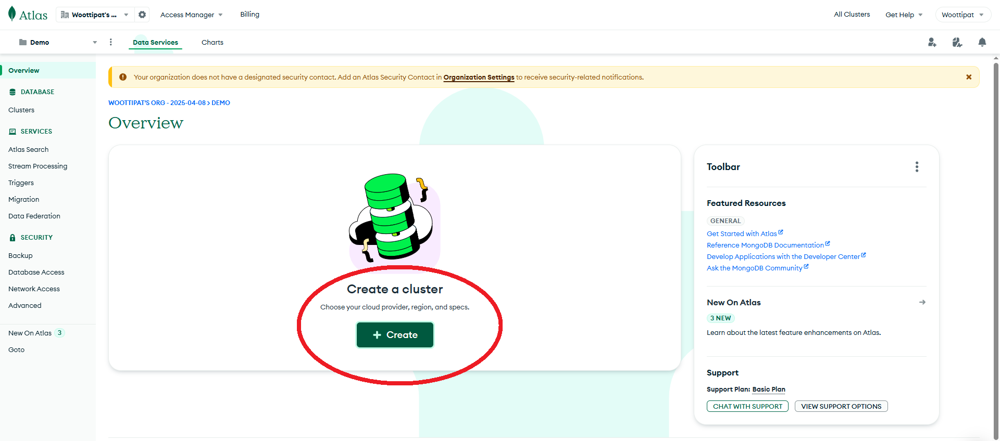 Atlas
Woottipat's ...
Access Manager
Billing
All Clusters
Get Help
Woottipat
Demo
Data Services
Charts
Overview
DATABASE
Clusters
SERVICES
Atlas Search
Stream Processing
Triggers
Migration
Data Federation
SECURITY
Backup
Database Access
Network Access
Advanced
New On Atlas 3
Goto
Your organization does not have a designated security contact. Add an Atlas Security Contact in Organization Settings to receive security-related notifications.
WOOTTIPAT'S ORG - 2025-04-08 > DEMO
Overview
Create a cluster
Choose your cloud provider, region, and specs.
+ Create
Toolbar
Featured Resources
GENERAL
Get Started with Atlas
Reference MongoDB Documentation
Develop Applications with the Developer Center
Ask the MongoDB Community
New On Atlas
3 NEW
Learn about the latest feature enhancements on Atlas.
Support
Support Plan: Basic Plan
CHAT WITH SUPPORT
VIEW SUPPORT OPTIONS